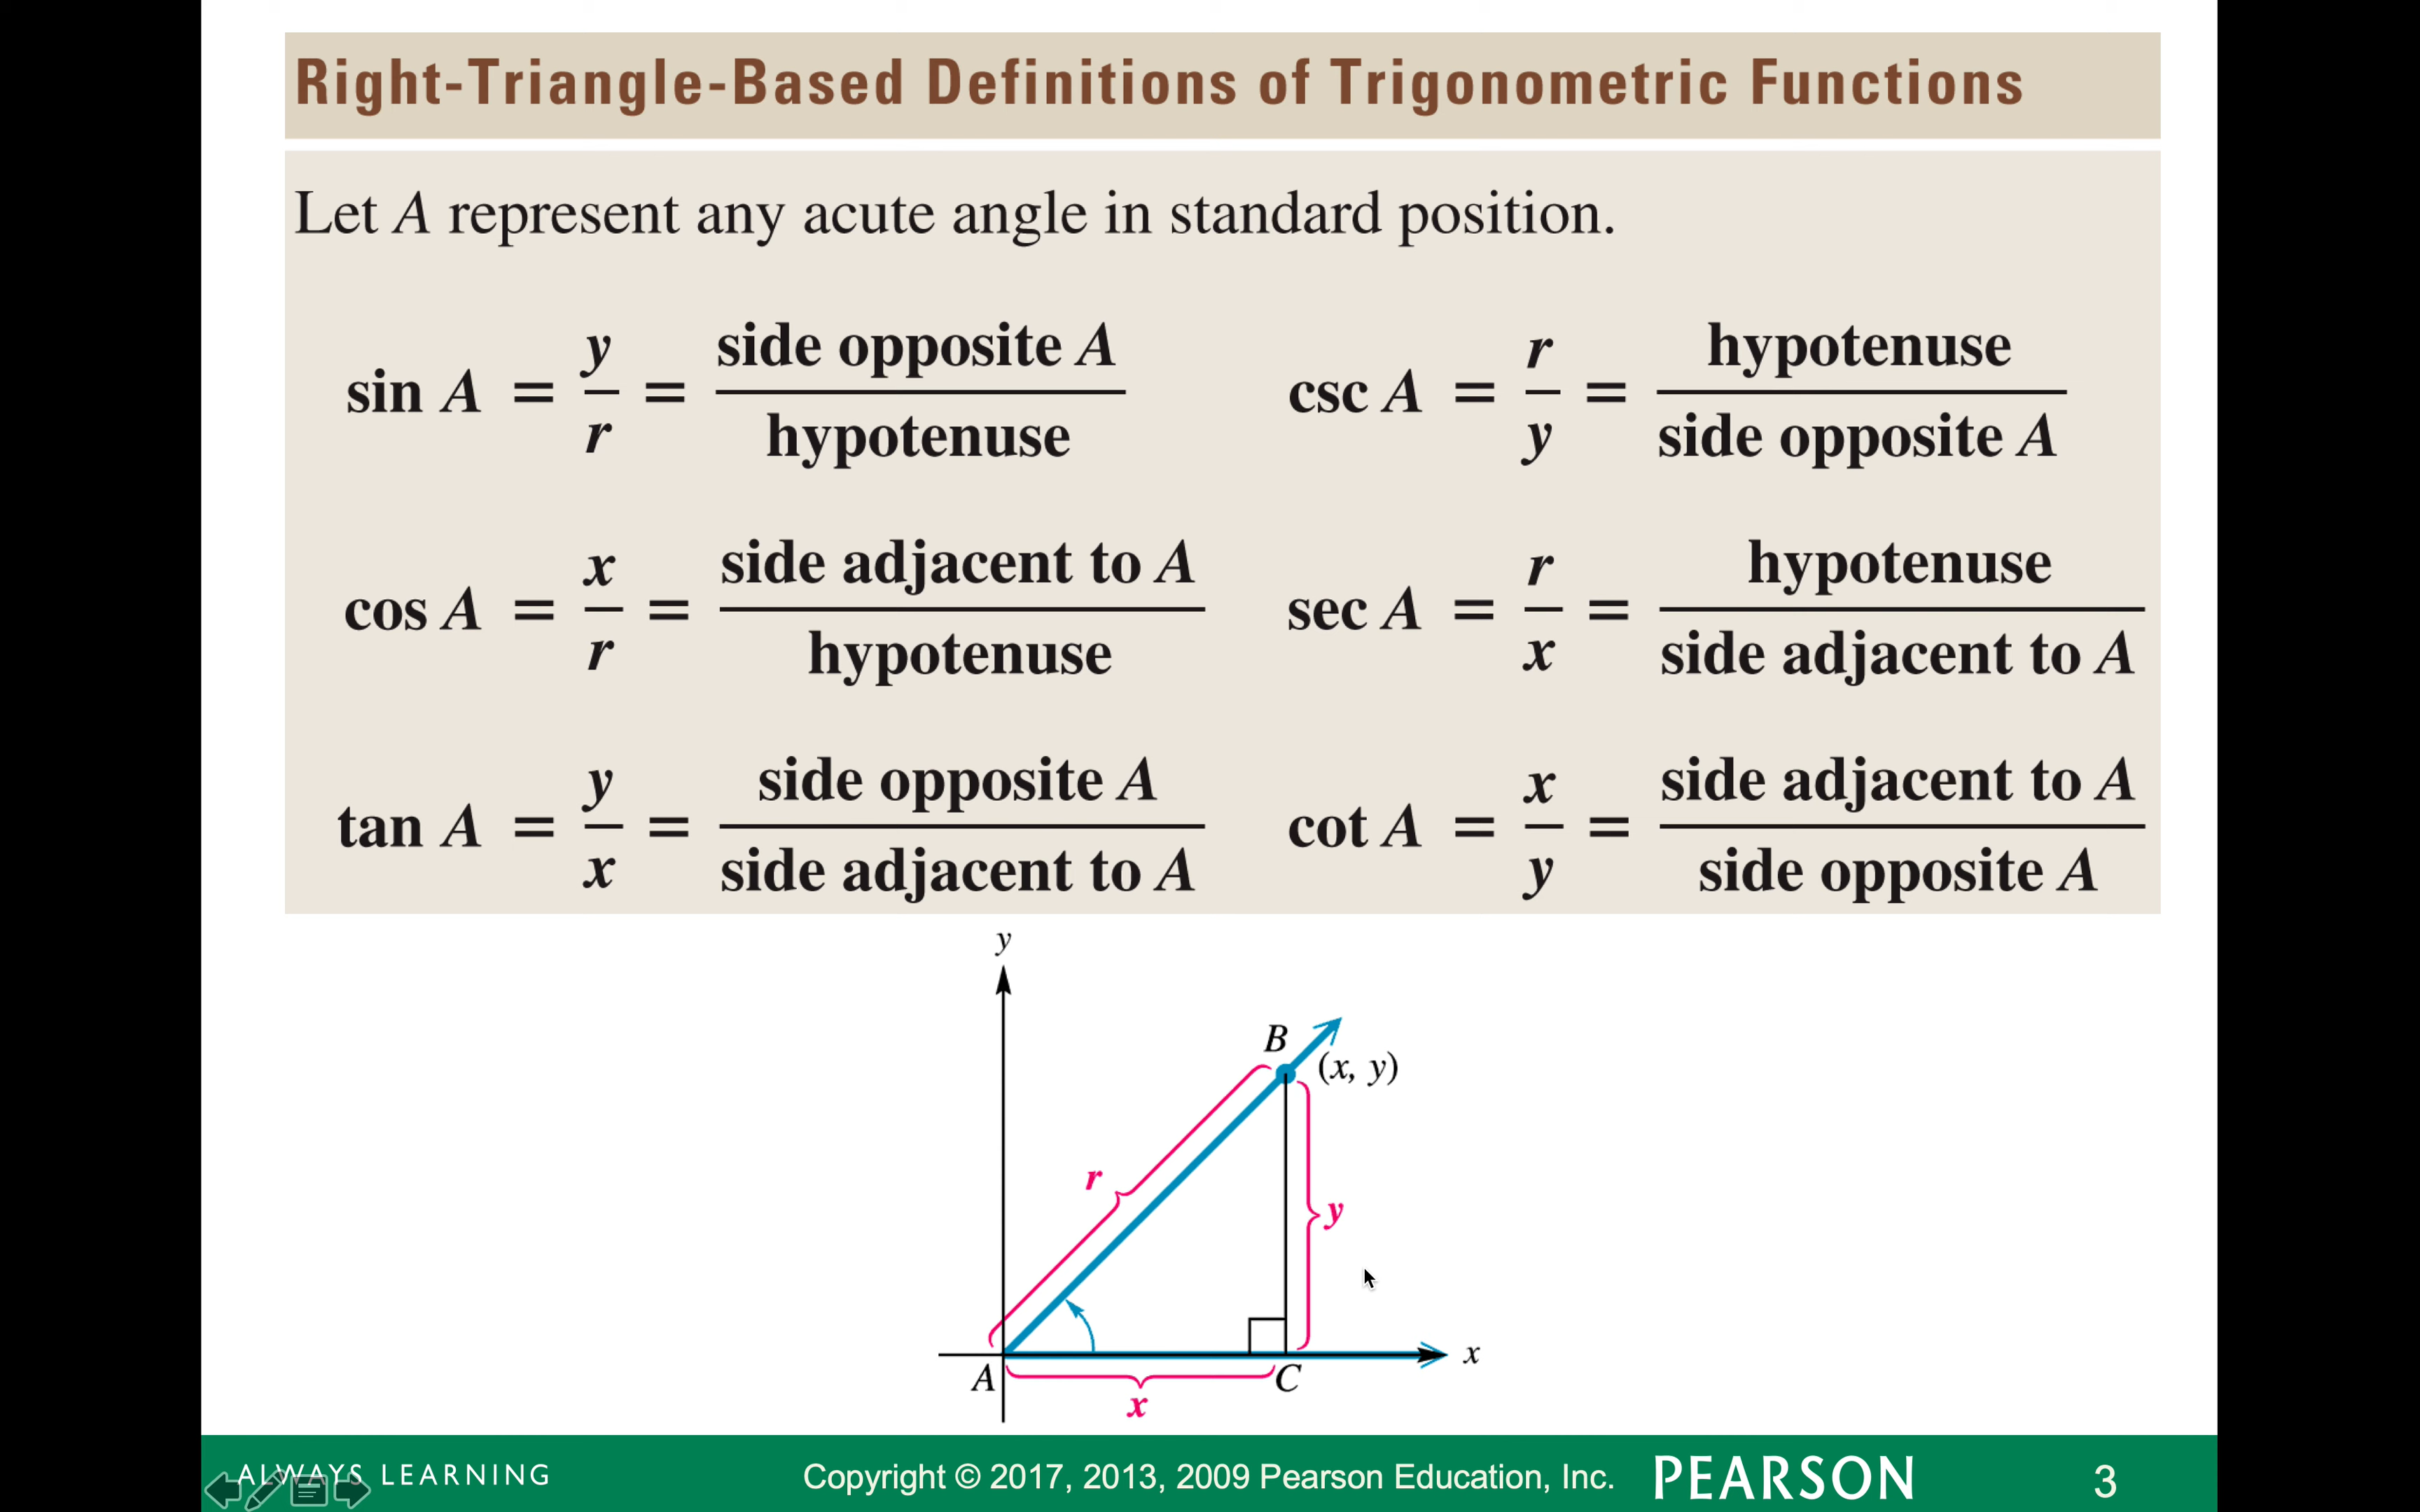 Right-Triangle-Based Definitions of Trigonometric Functions
Let A represent any acute angle in standard position.
sin A = y/r = side opposite A/hypotenuse
csc A = r/y = hypotenuse/side opposite A
cos A = x/r = side adjacent to A/hypotenuse
sec A = r/x = hypotenuse/side adjacent to A
tan A = y/x = side opposite A/side adjacent to A
cot A = x/y = side adjacent to A/side opposite A
y
B
(x, y)
r
y
x
A
C
x
ALWAYS LEARNING
Copyright © 2017, 2013, 2009 Pearson Education, Inc.
PEARSON
3